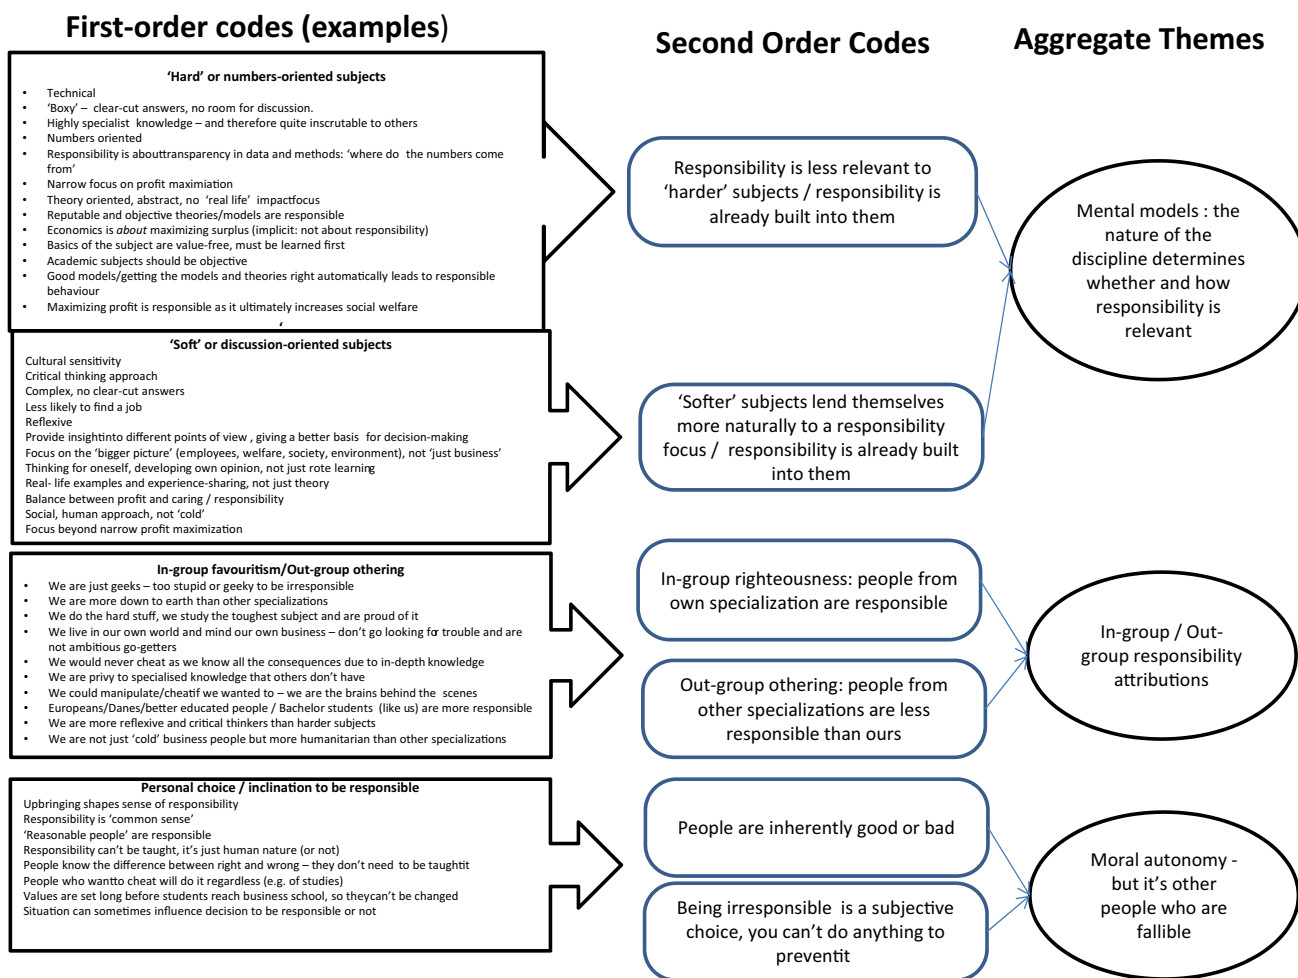 First-order codes (examples)
Second Order Codes
Aggregate Themes
‘Hard’ or numbers-oriented subjects
• Technical
• ‘Boxy’ – clear-cut answers, no room for discussion.
• Highly specialist knowledge – and therefore quite inscrutable to others
• Numbers oriented
• Responsibility is abouttransparency in data and methods: ‘where do the numbers come
from’
• Narrow focus on profit maximiation
• Theory oriented, abstract, no ‘real life’ impactfocus
• Reputable and objective theories/models are responsible
• Economics is about maximizing surplus (implicit: not about responsibility)
• Basics of the subject are value-free, must be learned first
• Academic subjects should be objective
• Good models/getting the models and theories right automatically leads to responsible
behaviour
• Maximizing profit is responsible as it ultimately increases social welfare
‘
‘Soft’ or discussion-oriented subjects
Cultural sensitivity
Critical thinking approach
Complex, no clear-cut answers
Less likely to find a job
Reflexive
Provide insightinto different points of view , giving a better basis for decision-making
Focus on the ‘bigger picture’ (employees, welfare, society, environment), not ‘just business’
Thinking for oneself, developing own opinion, not just rote learning
Real- life examples and experience-sharing, not just theory
Balance between profit and caring / responsibility
Social, human approach, not ‘cold’
Focus beyond narrow profit maximization
In-group favouritism/Out-group othering
• We are just geeks – too stupid or geeky to be irresponsible
• We are more down to earth than other specializations
• We do the hard stuff, we study the toughest subject and are proud of it
• We live in our own world and mind our own business – don’t go looking for trouble and are
not ambitious go-getters
• We would never cheat as we know all the consequences due to in-depth knowledge
• We are privy to specialised knowledge that others don’t have
• We could manipulate/cheatif we wanted to – we are the brains behind the scenes
• Europeans/Danes/better educated people / Bachelor students (like us) are more responsible
• We are more reflexive and critical thinkers than harder subjects
• We are not just ‘cold’ business people but more humanitarian than other specializations
Personal choice / inclination to be responsible
Upbringing shapes sense of responsibility
Responsibility is ‘common sense’
‘Reasonable people’ are responsible
Responsibility can’t be taught, it’s just human nature (or not)
People know the difference between right and wrong – they don’t need to be taughtit
People who wantto cheat will do it regardless (e.g. of studies)
Values are set long before students reach business school, so theycan’t be changed
Situation can sometimes influence decision to be responsible or not
Responsibility is less relevant to
‘harder’ subjects / responsibility is
already built into them
‘Softer’ subjects lend themselves
more naturally to a responsibility
focus / responsibility is already built
into them
In-group righteousness: people from
own specialization are responsible
Out-group othering: people from
other specializations are less
responsible than ours
People are inherently good or bad
Being irresponsible is a subjective
choice, you can’t do anything to
preventit
Mental models : the
nature of the
discipline determines
whether and how
responsibility is
relevant
In-group / Out-
group responsibility
attributions
Moral autonomy -
but it’s other
people who are
fallible